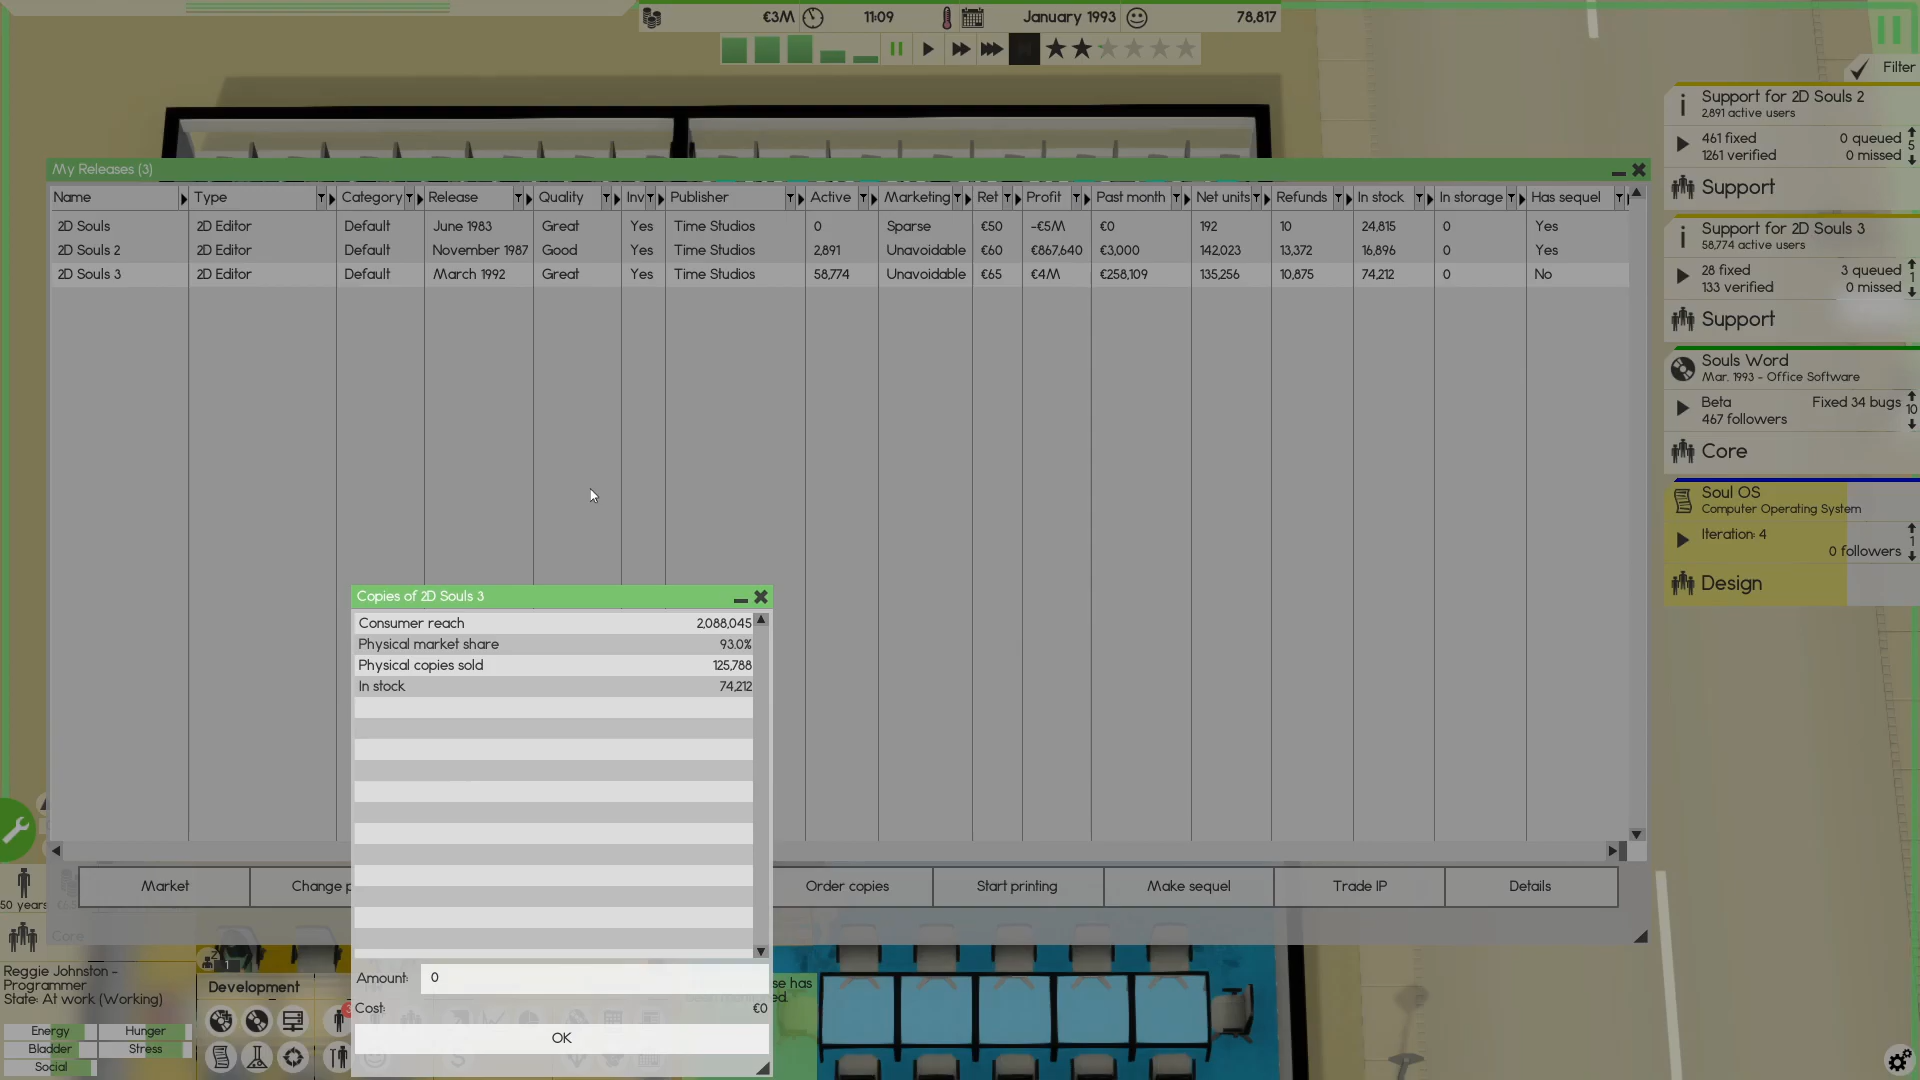 €3M 11:09 January 1993 78,817
Filter
Support for 2D Souls 2
2,891 active users
461 fixed 0 queued
1261 verified 0 missed
5
Support
Support for 2D Souls 3
58,774 active users
28 fixed 3 queued
133 verified 0 missed
1
Support
Souls Word
Mar. 1993 - Office Software
Beta Fixed 34 bugs
467 followers
10
Core
Soul OS
Computer Operating System
Iteration: 4
0 followers
1
Design
My Releases (3)
Name Type Category Release Quality Inv Publisher Active Marketing Ret Profit Past month Net units Refunds In stock In storage Has sequel
2D Souls 2D Editor Default June 1983 Great Yes Time Studios 0 Sparse €50 -€5M €0 192 10 24,815 0 Yes
2D Souls 2 2D Editor Default November 1987 Good Yes Time Studios 2,891 Unavoidable €60 €867,640 €3,000 142,023 13,372 16,896 0 Yes
2D Souls 3 2D Editor Default March 1992 Great Yes Time Studios 58,774 Unavoidable €65 €4M €258,109 135,256 10,875 74,212 0 No
Copies of 2D Souls 3
Consumer reach 2,088,045
Physical market share 93.0%
Physical copies sold 125,788
In stock 74,212
Amount: 0
Cost: €0
OK
Market Change p Order copies Start printing Make sequel Trade IP Details
50 years
Core
Reggie Johnston -
Programmer
State: At work (Working)
Energy Hunger
Bladder Stress
Social
Development
2
1
se has
ed.